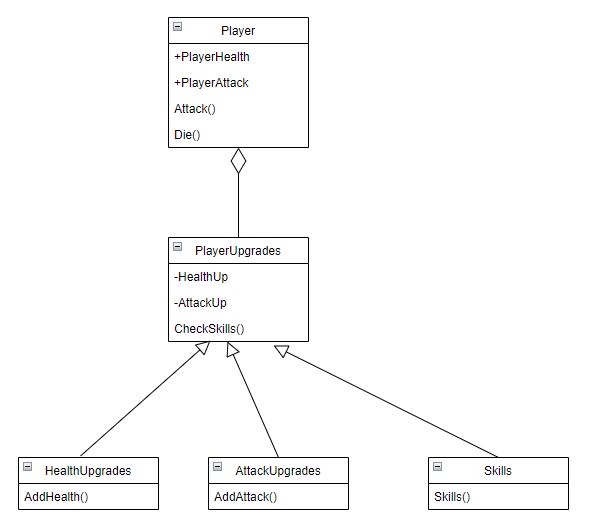 Player
+PlayerHealth
+PlayerAttack
Attack()
Die()
PlayerUpgrades
-HealthUp
-AttackUp
CheckSkills()
HealthUpgrades
AddHealth()
AttackUpgrades
AddAttack()
Skills
Skills()